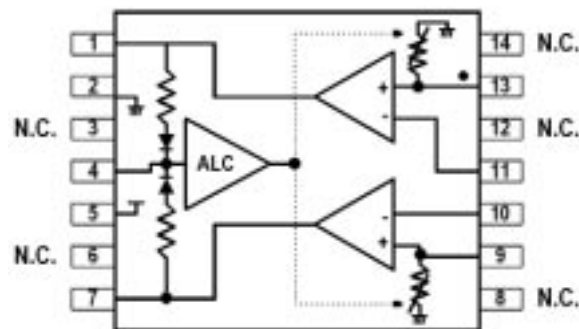 1 14 N.C.
2 13
N.C. 3 12 N.C.
4 ALC 11
5 10
N.C. 6 9
7 8 N.C.
+
-
-
+